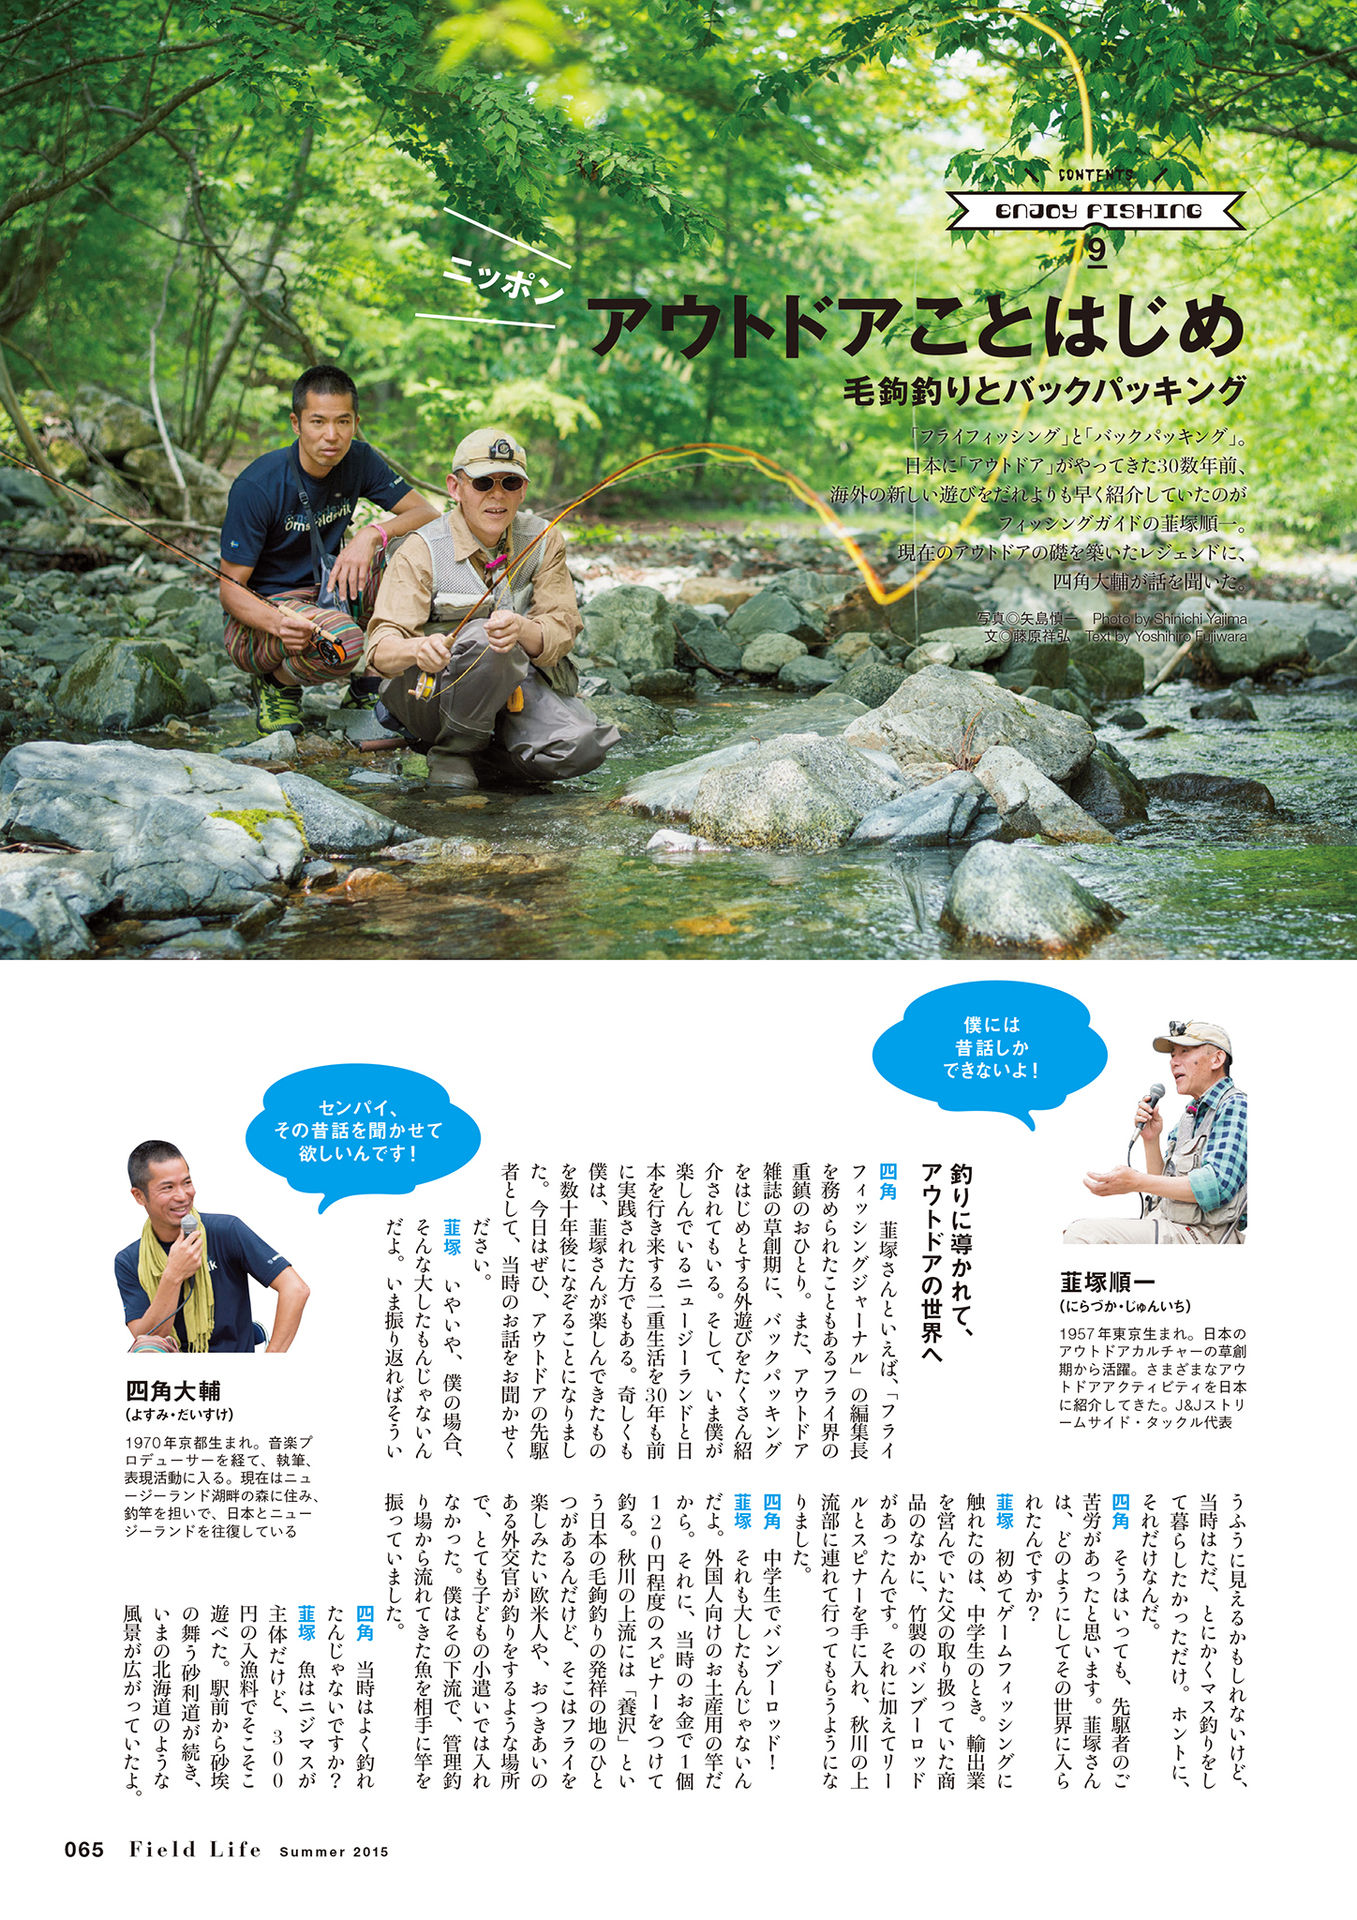 CONTENTS
ENJOY FISHING
9
ニッポン
アウトドアことはじめ
毛鉤釣りとバックパッキング
「フライフィッシング」と「バックパッキング」。
日本に「アウトドア」がやってきた30数年前、
海外の新しい遊びをだれよりも早く紹介していたのが
フィッシングガイドの韮塚順一。
現在のアウトドアの礎を築いたレジェンドに、
四角大輔が話を聞いた。
写真◎矢島慎一　Photo by Shinichi Yajima
文◎藤原祥弘　Text by Yoshihiro Fujiwara
僕には
昔話しか
できないよ！
韮塚順一
（にらづか・じゅんいち）
1957年東京生まれ。日本の
アウトドアカルチャーの草創
期から活躍。さまざまなアウ
トドアアクティビティを日本
に紹介してきた。J&Jストリ
ームサイド・タックル代表
センパイ、
その昔話を聞かせて
欲しいんです！
四角大輔
（よすみ・だいすけ）
1970年京都生まれ。音楽プ
ロデューサーを経て、執筆、
表現活動に入る。現在はニュ
ージーランド湖畔の森に住み、
釣竿を担いで、日本とニュー
ジーランドを往復している
釣りに導かれて、
アウトドアの世界へ
四角　韮塚さんといえば、「フライ
フィッシングジャーナル」の編集長
を務められたこともあるフライ界の
重鎮のおひとり。また、アウトドア
雑誌の草創期に、バックパッキング
をはじめとする外遊びをたくさん紹
介されてもいる。そして、いま僕が
楽しんでいるニュージーランドと日
本を行き来する二重生活を30年も前
に実践された方でもある。奇しくも
僕は、韮塚さんが楽しんできたもの
を数十年後になぞることになりまし
た。今日はぜひ、アウトドアの先駆
者として、当時のお話をお聞かせく
ださい。
韮塚　いやいや、僕の場合、
そんな大したもんじゃないん
だよ。いま振り返ればそうい
うふうに見えるかもしれないけど、
当時はただ、とにかくマス釣りをし
て暮らしたかっただけ。ホントに、
それだけなんだ。
四角　そうはいっても、先駆者のご
苦労があったと思います。韮塚さん
は、どのようにしてその世界に入ら
れたんですか？
韮塚　初めてゲームフィッシングに
触れたのは、中学生のとき。輸出業
を営んでいた父の取り扱っていた商
品のなかに、竹製のバンブーロッド
があったんです。それに加えてリー
ルとスピナーを手に入れ、秋川の上
流部に連れて行ってもらうようにな
りました。
四角　中学生でバンブーロッド！
韮塚　それも大したもんじゃないん
だよ。外国人向けのお土産用の竿だ
から。それに、当時のお金で1個
120円程度のスピナーをつけて
釣る。秋川の上流には「養沢」とい
う日本の毛鉤釣りの発祥の地のひと
つがあるんだけど、そこはフライを
楽しみたい欧米人や、おつきあいの
ある外交官が釣りをするような場所
で、とても子どもの小遣いでは入れ
なかった。僕はその下流で、管理釣
り場から流れてきた魚を相手に竿を
振っていました。
四角　当時はよく釣れ
たんじゃないですか？
韮塚　魚はニジマスが
主体だけど、300
円の入漁料でそこそこ
遊べた。駅前から砂埃
の舞う砂利道が続き、
いまの北海道のような
風景が広がっていたよ。
065　Field Life　Summer 2015